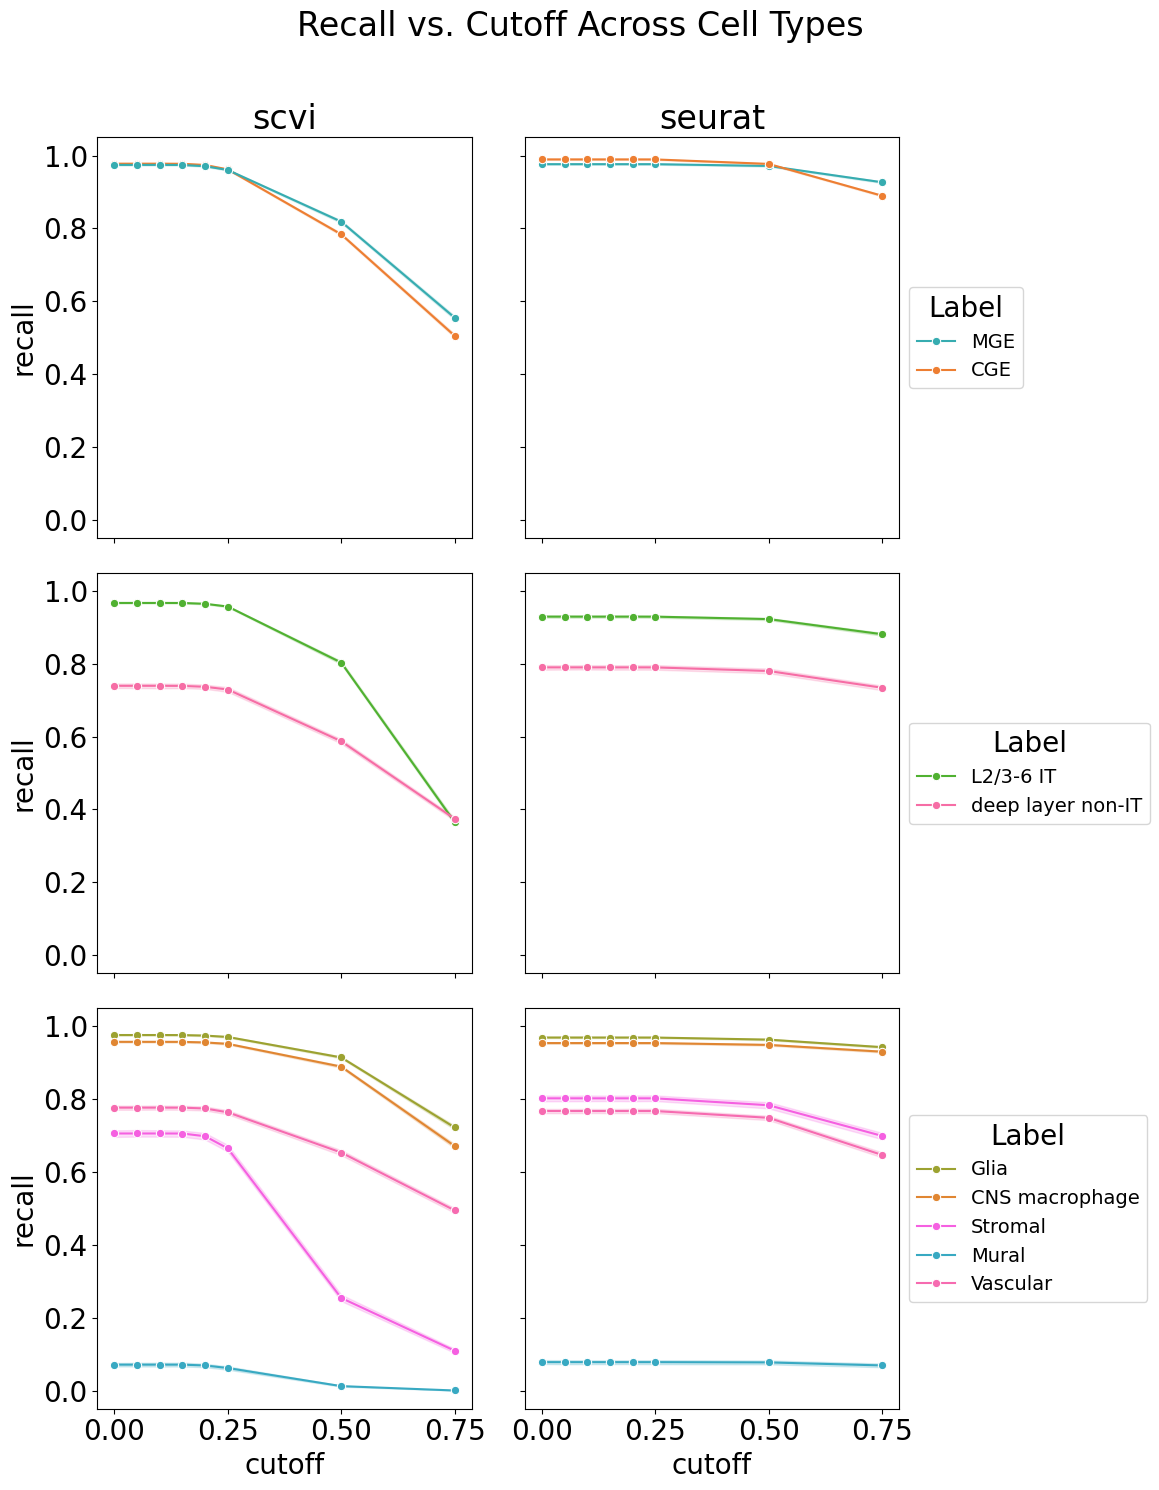 Recall vs. Cutoff Across Cell Types
scvi
seurat
1.0
0.8
0.6
0.4
0.2
0.0
recall
Label
MGE
CGE
1.0
0.8
0.6
0.4
0.2
0.0
recall
Label
L2/3-6 IT
deep layer non-IT
1.0
0.8
0.6
0.4
0.2
0.0
recall
0.00 0.25 0.50 0.75
cutoff
0.00 0.25 0.50 0.75
cutoff
Label
Glia
CNS macrophage
Stromal
Mural
Vascular